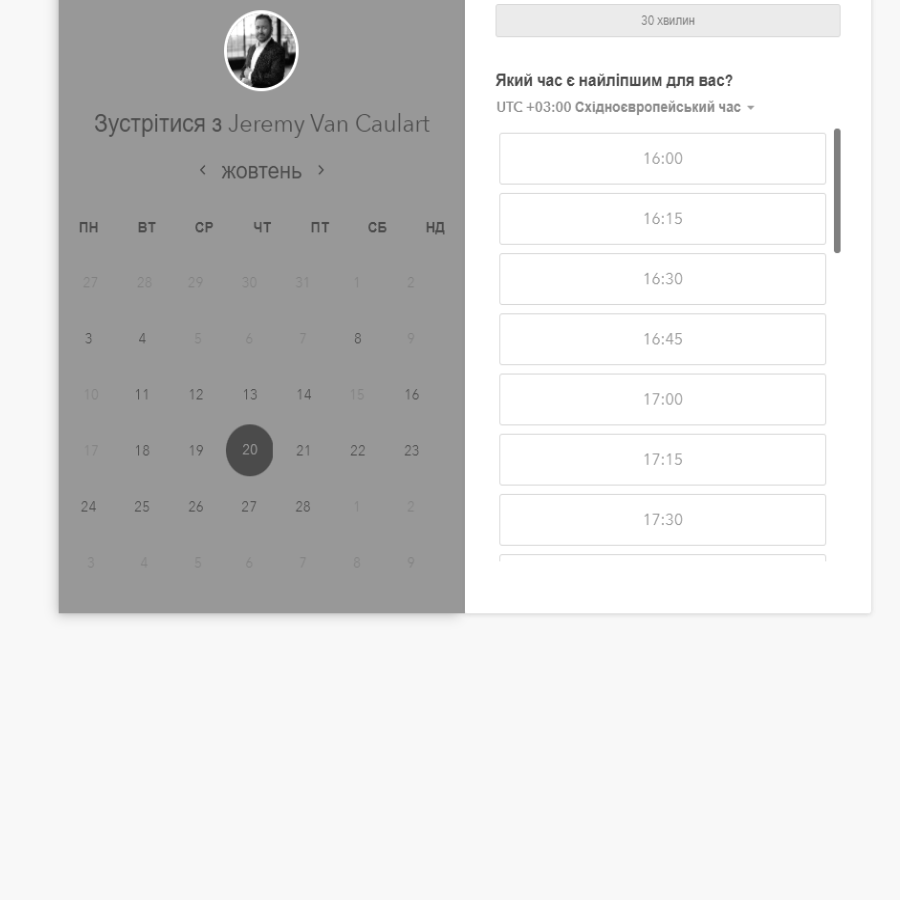 Зустрітися з Jeremy Van Caulart
жовтень
ПН ВТ СР ЧТ ПТ СБ НД
27 28 29 30 31 1 2
3 4 5 6 7 8 9
10 11 12 13 14 15 16
17 18 19 20 21 22 23
24 25 26 27 28 1 2
3 4 5 6 7 8 9
30 хвилин
Який час є найліпшим для вас?
UTC +03:00 Східноєвропейський час
16:00
16:15
16:30
16:45
17:00
17:15
17:30